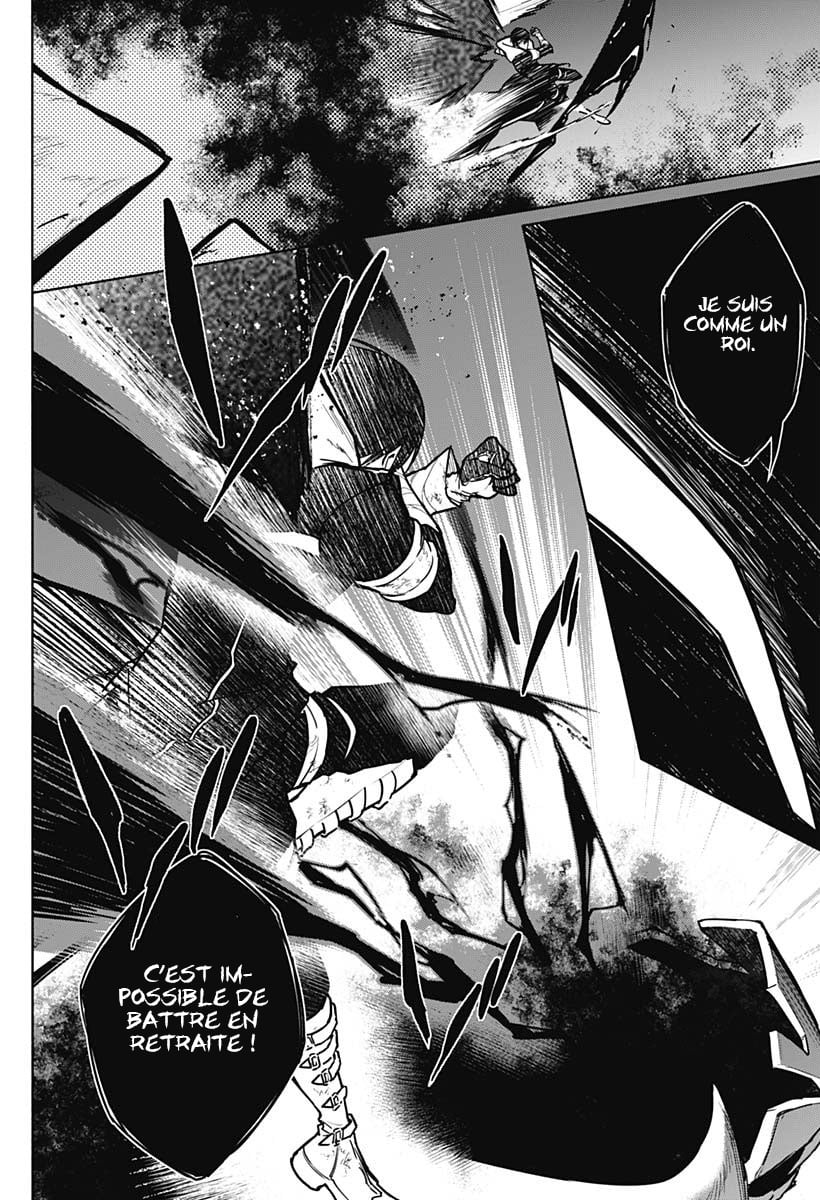 JE SUIS
COMME UN
ROI.
C'EST IM-
POSSIBLE DE
BATTRE EN
RETRAITE !